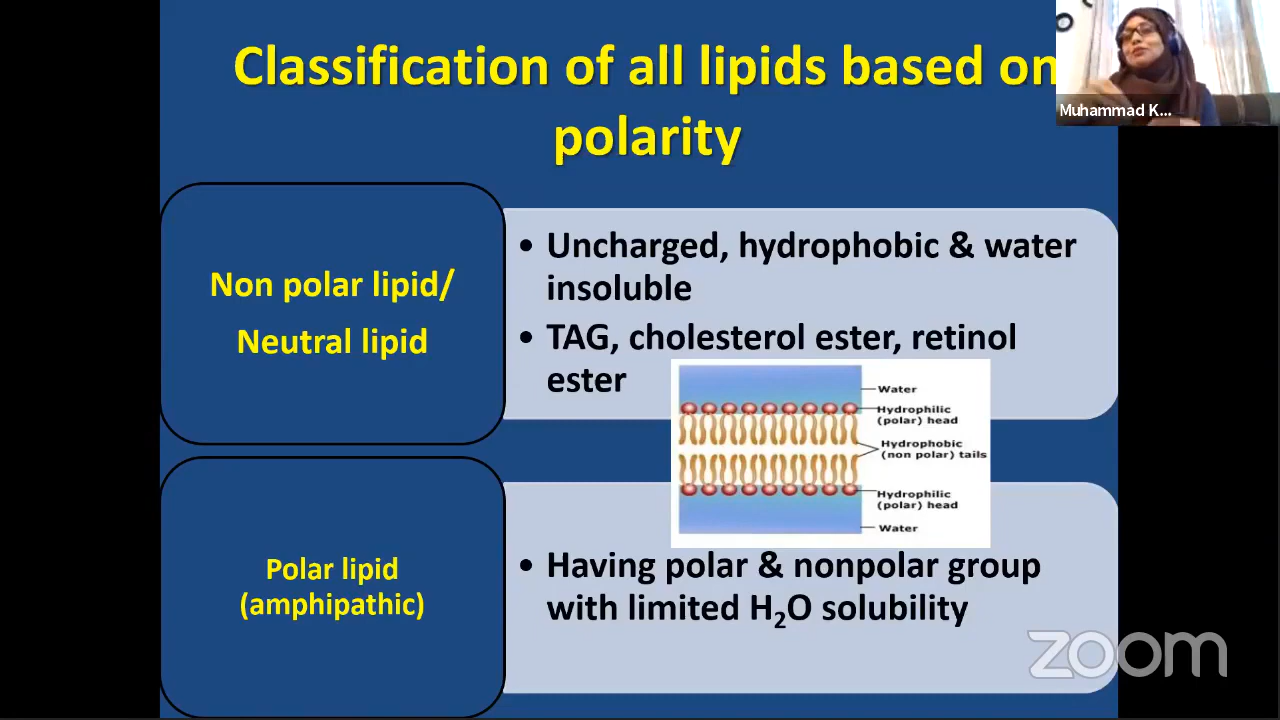 Classification of all lipids based on
polarity
Muhammad K...
Non polar lipid/
Neutral lipid
• Uncharged, hydrophobic & water
insoluble
• TAG, cholesterol ester, retinol
ester
Water
Hydrophilic
(polar) head
Hydrophobic
(non polar) tails
Hydrophilic
(polar) head
Water
Polar lipid
(amphipathic)
• Having polar & nonpolar group
with limited H₂O solubility
zoom